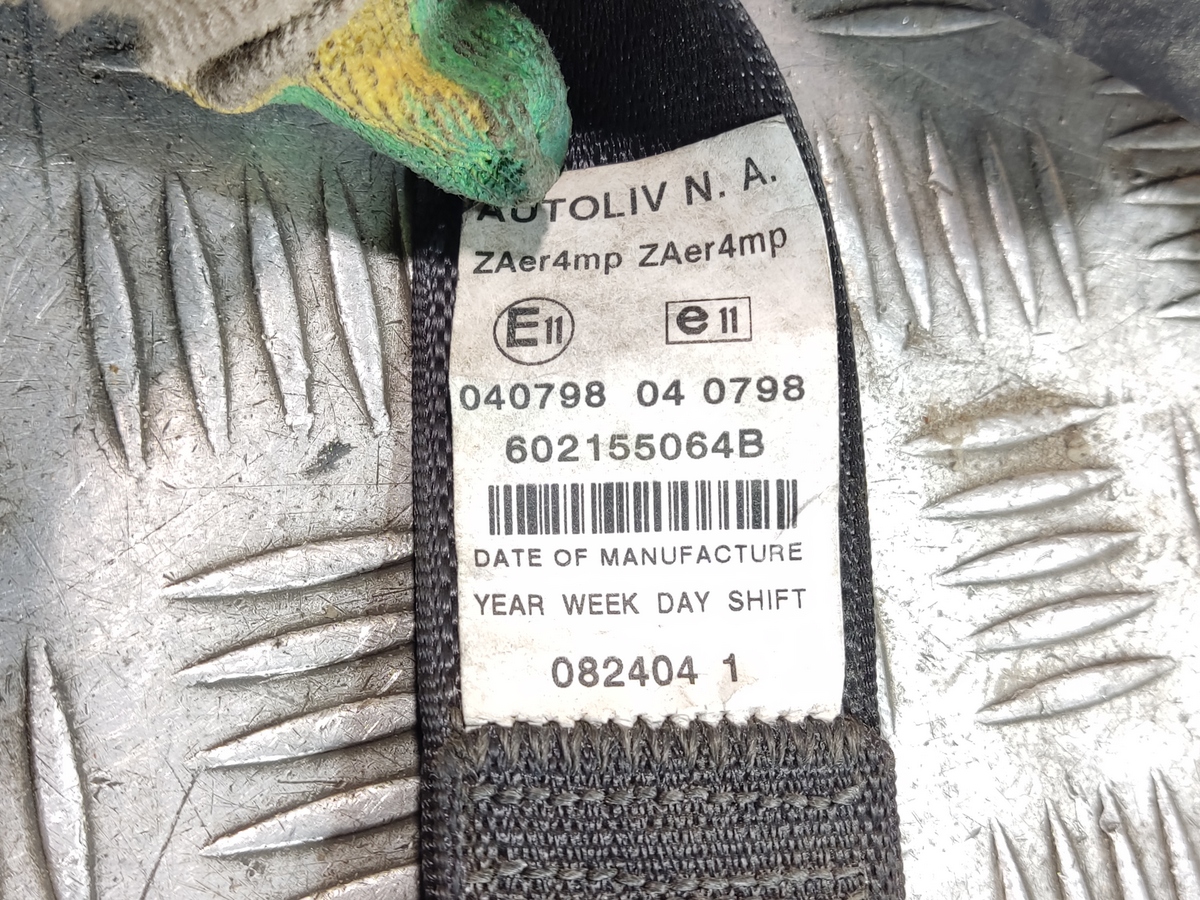 AUTOLIV N. A.
ZAer4mp ZAer4mp
E11 e11
040798 04 0798
602155064B
DATE OF MANUFACTURE
YEAR WEEK DAY SHIFT
082404 1